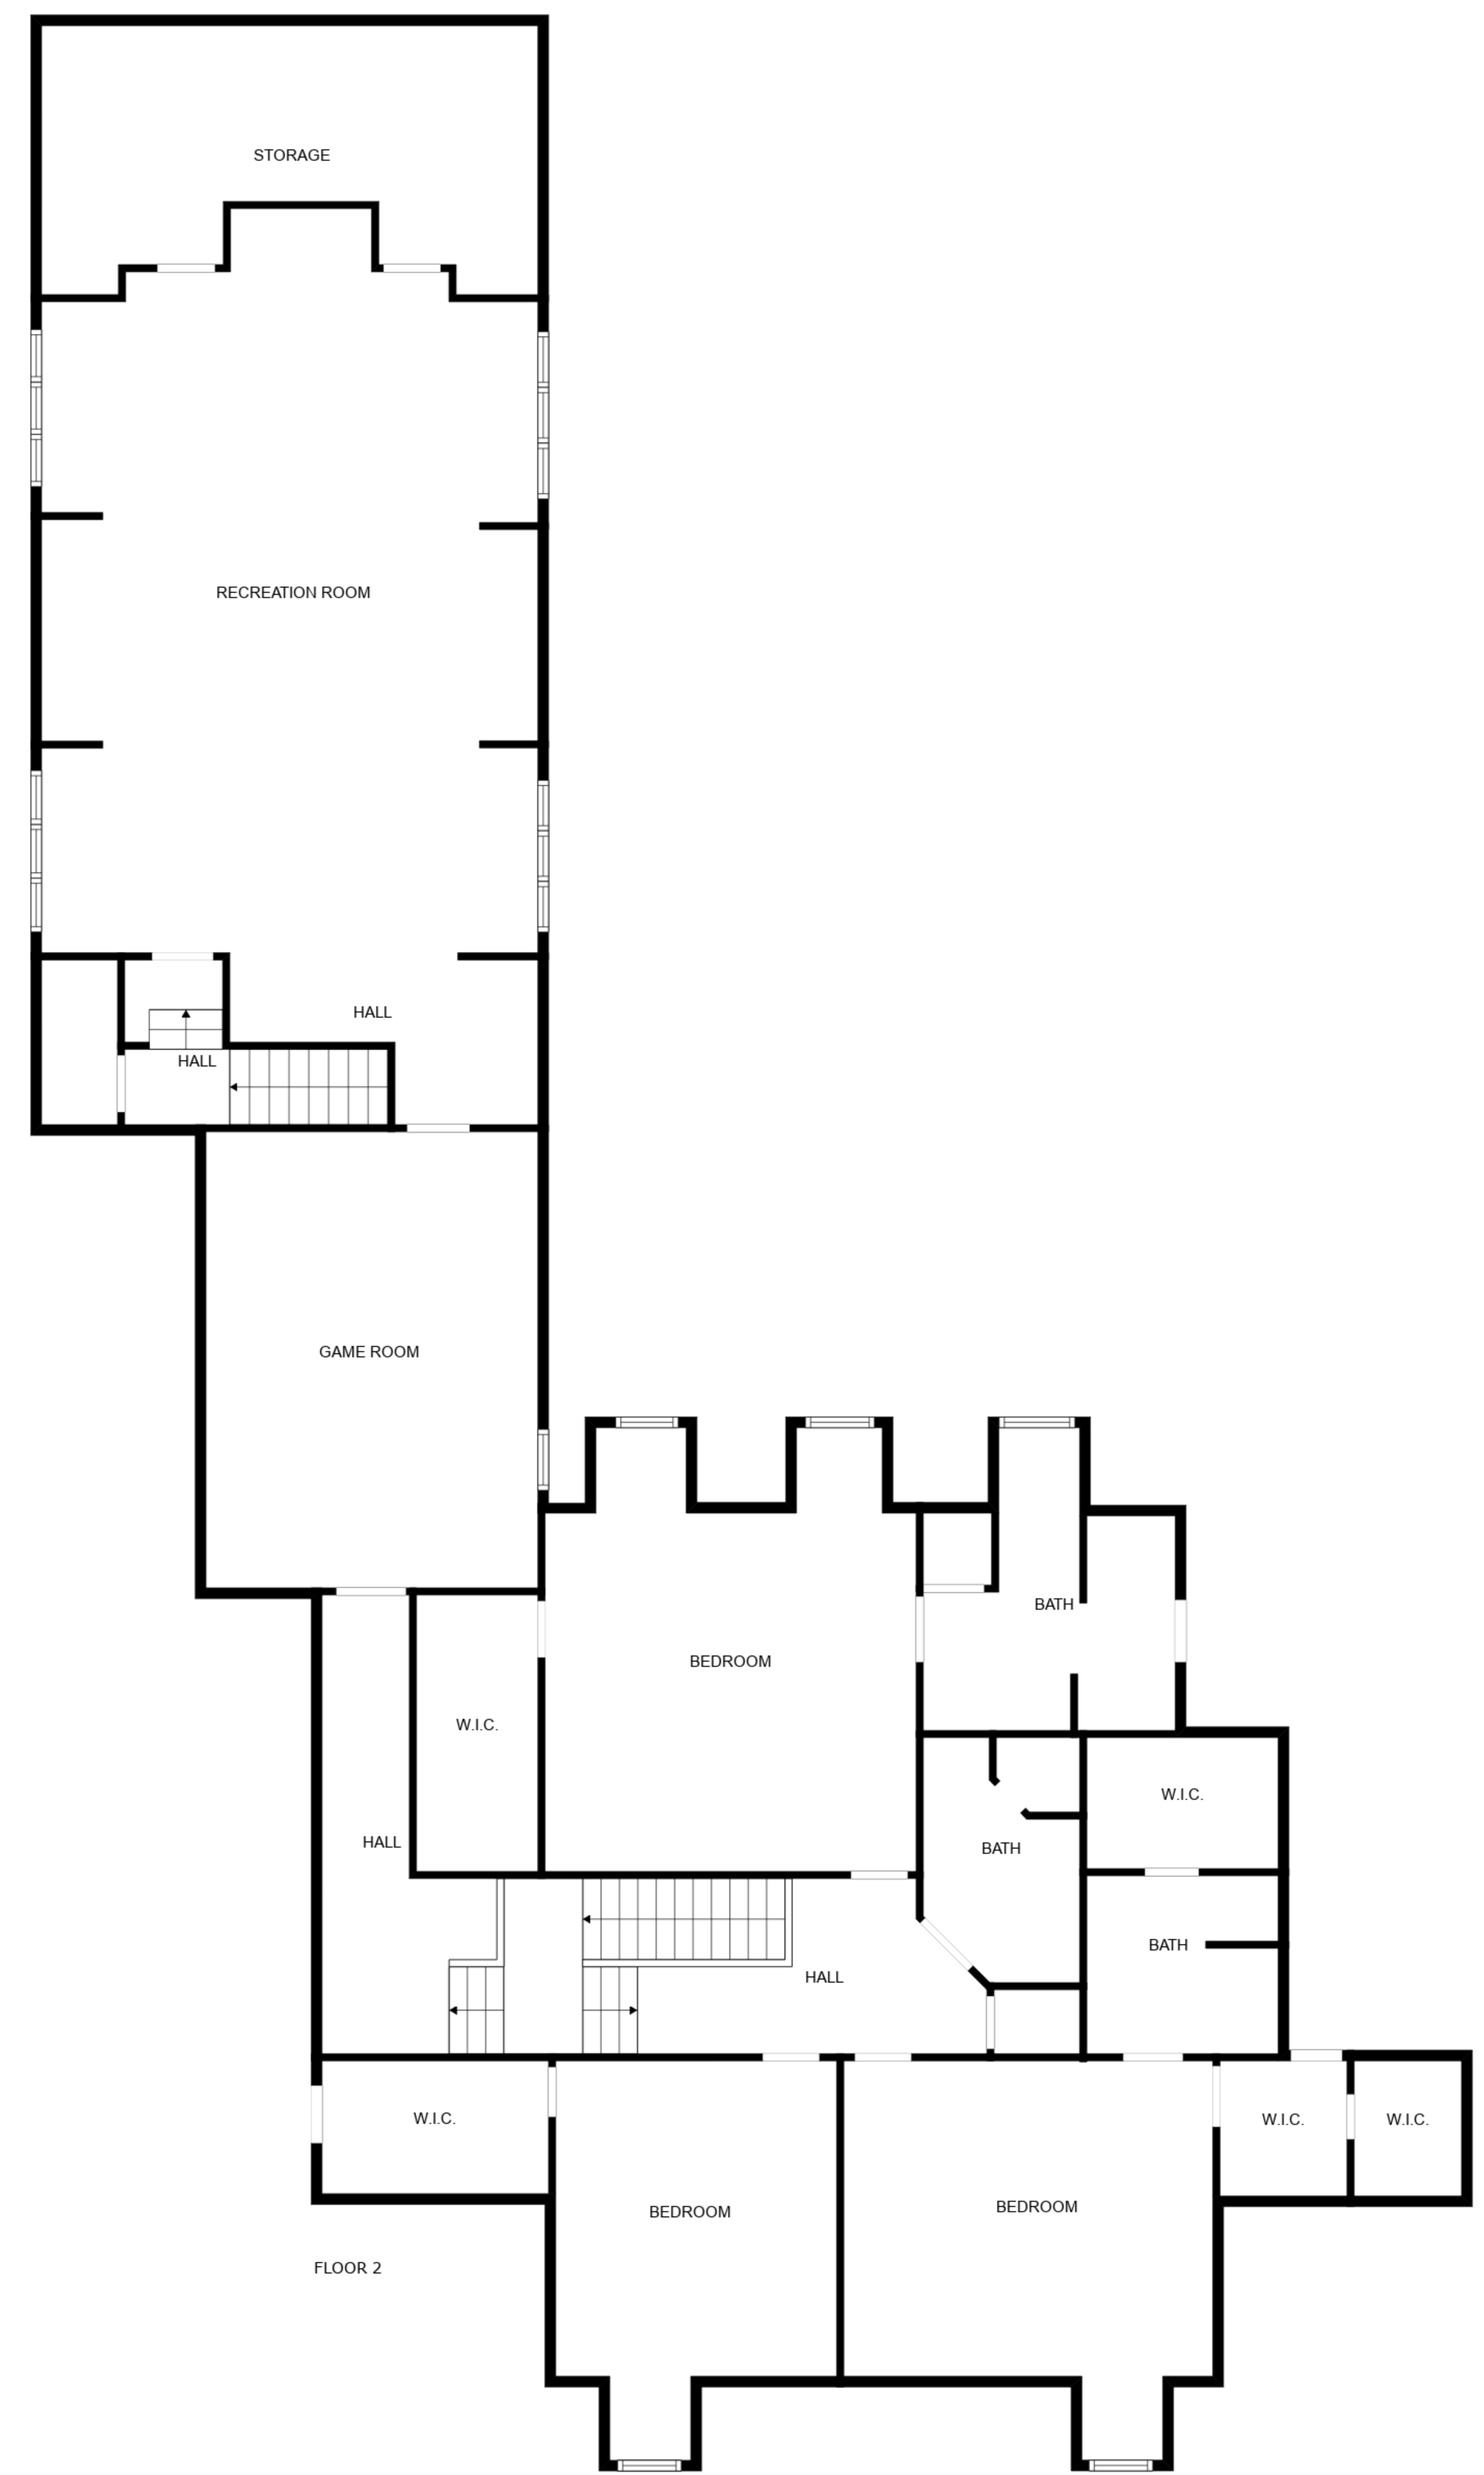 STORAGE
RECREATION ROOM
HALL
HALL
GAME ROOM
BATH
BEDROOM
W.I.C.
W.I.C.
HALL
BATH
BATH
HALL
W.I.C.
W.I.C.
W.I.C.
BEDROOM
BEDROOM
FLOOR 2